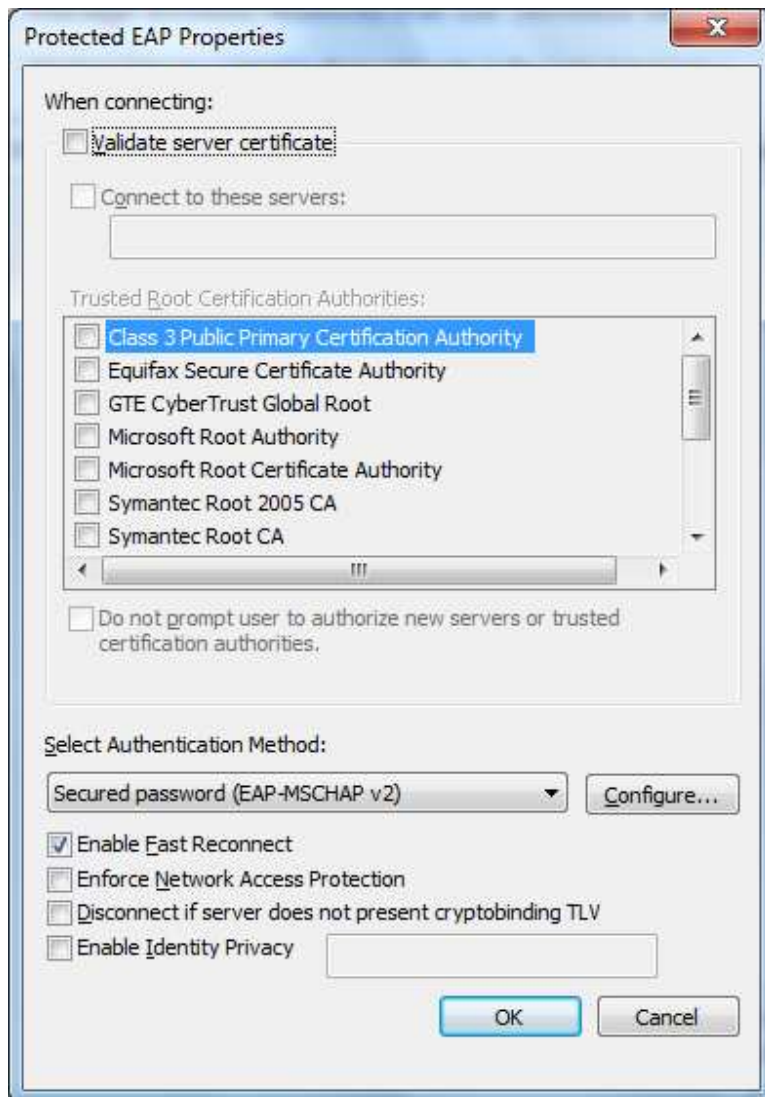 Protected EAP Properties
When connecting:
Validate server certificate
Connect to these servers:
Trusted Root Certification Authorities:
Class 3 Public Primary Certification Authority
Equifax Secure Certificate Authority
GTE CyberTrust Global Root
Microsoft Root Authority
Microsoft Root Certificate Authority
Symantec Root 2005 CA
Symantec Root CA
Do not prompt user to authorize new servers or trusted
certification authorities.
Select Authentication Method:
Secured password (EAP-MSCHAP v2)
Configure...
Enable Fast Reconnect
Enforce Network Access Protection
Disconnect if server does not present cryptobinding TLV
Enable Identity Privacy
OK
Cancel